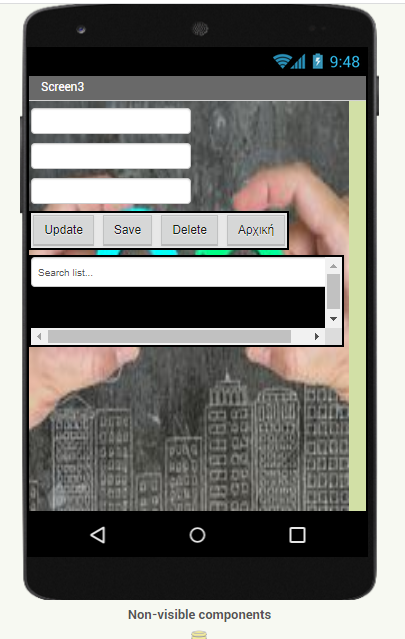 9:48
Screen3
Update Save Delete Αρχική
Search list...
Non-visible components